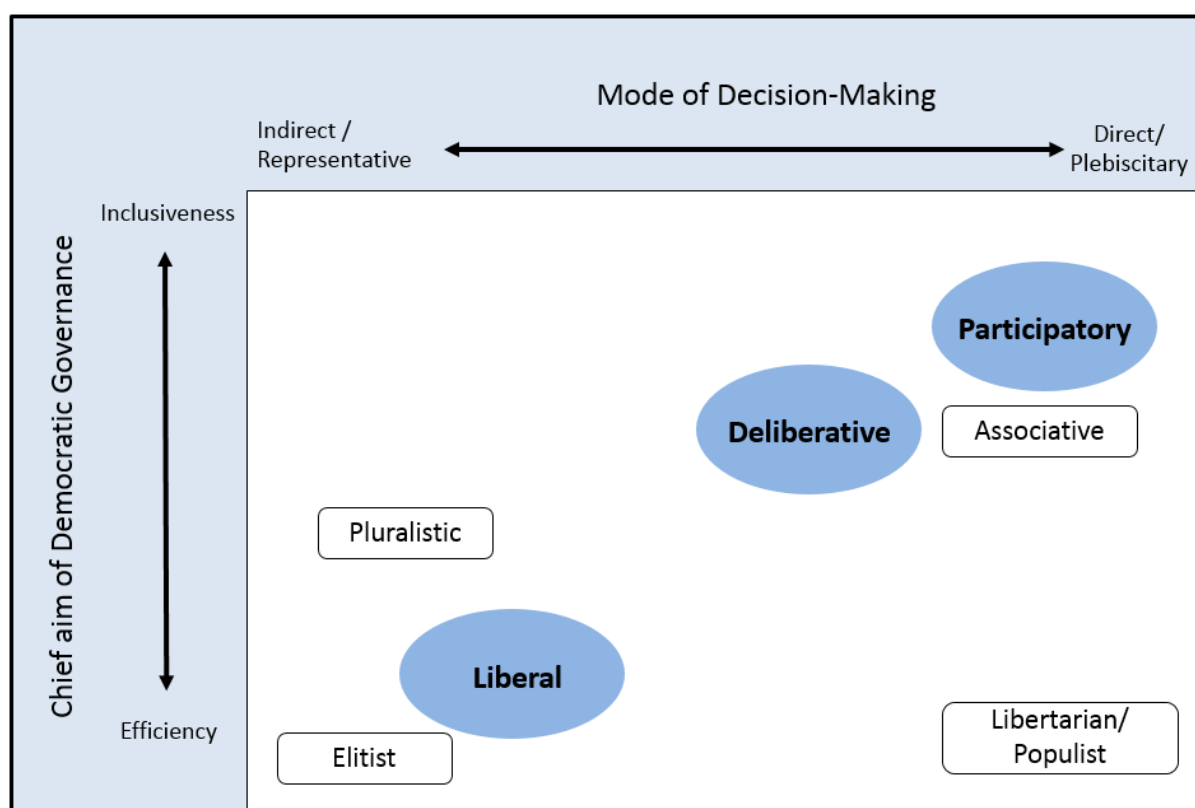 Mode of Decision-Making
Indirect /
Representative
Direct/
Plebiscitary
Chief aim of Democratic Governance
Inclusiveness
Participatory
Deliberative
Associative
Pluralistic
Liberal
Efficiency
Elitist
Libertarian/
Populist